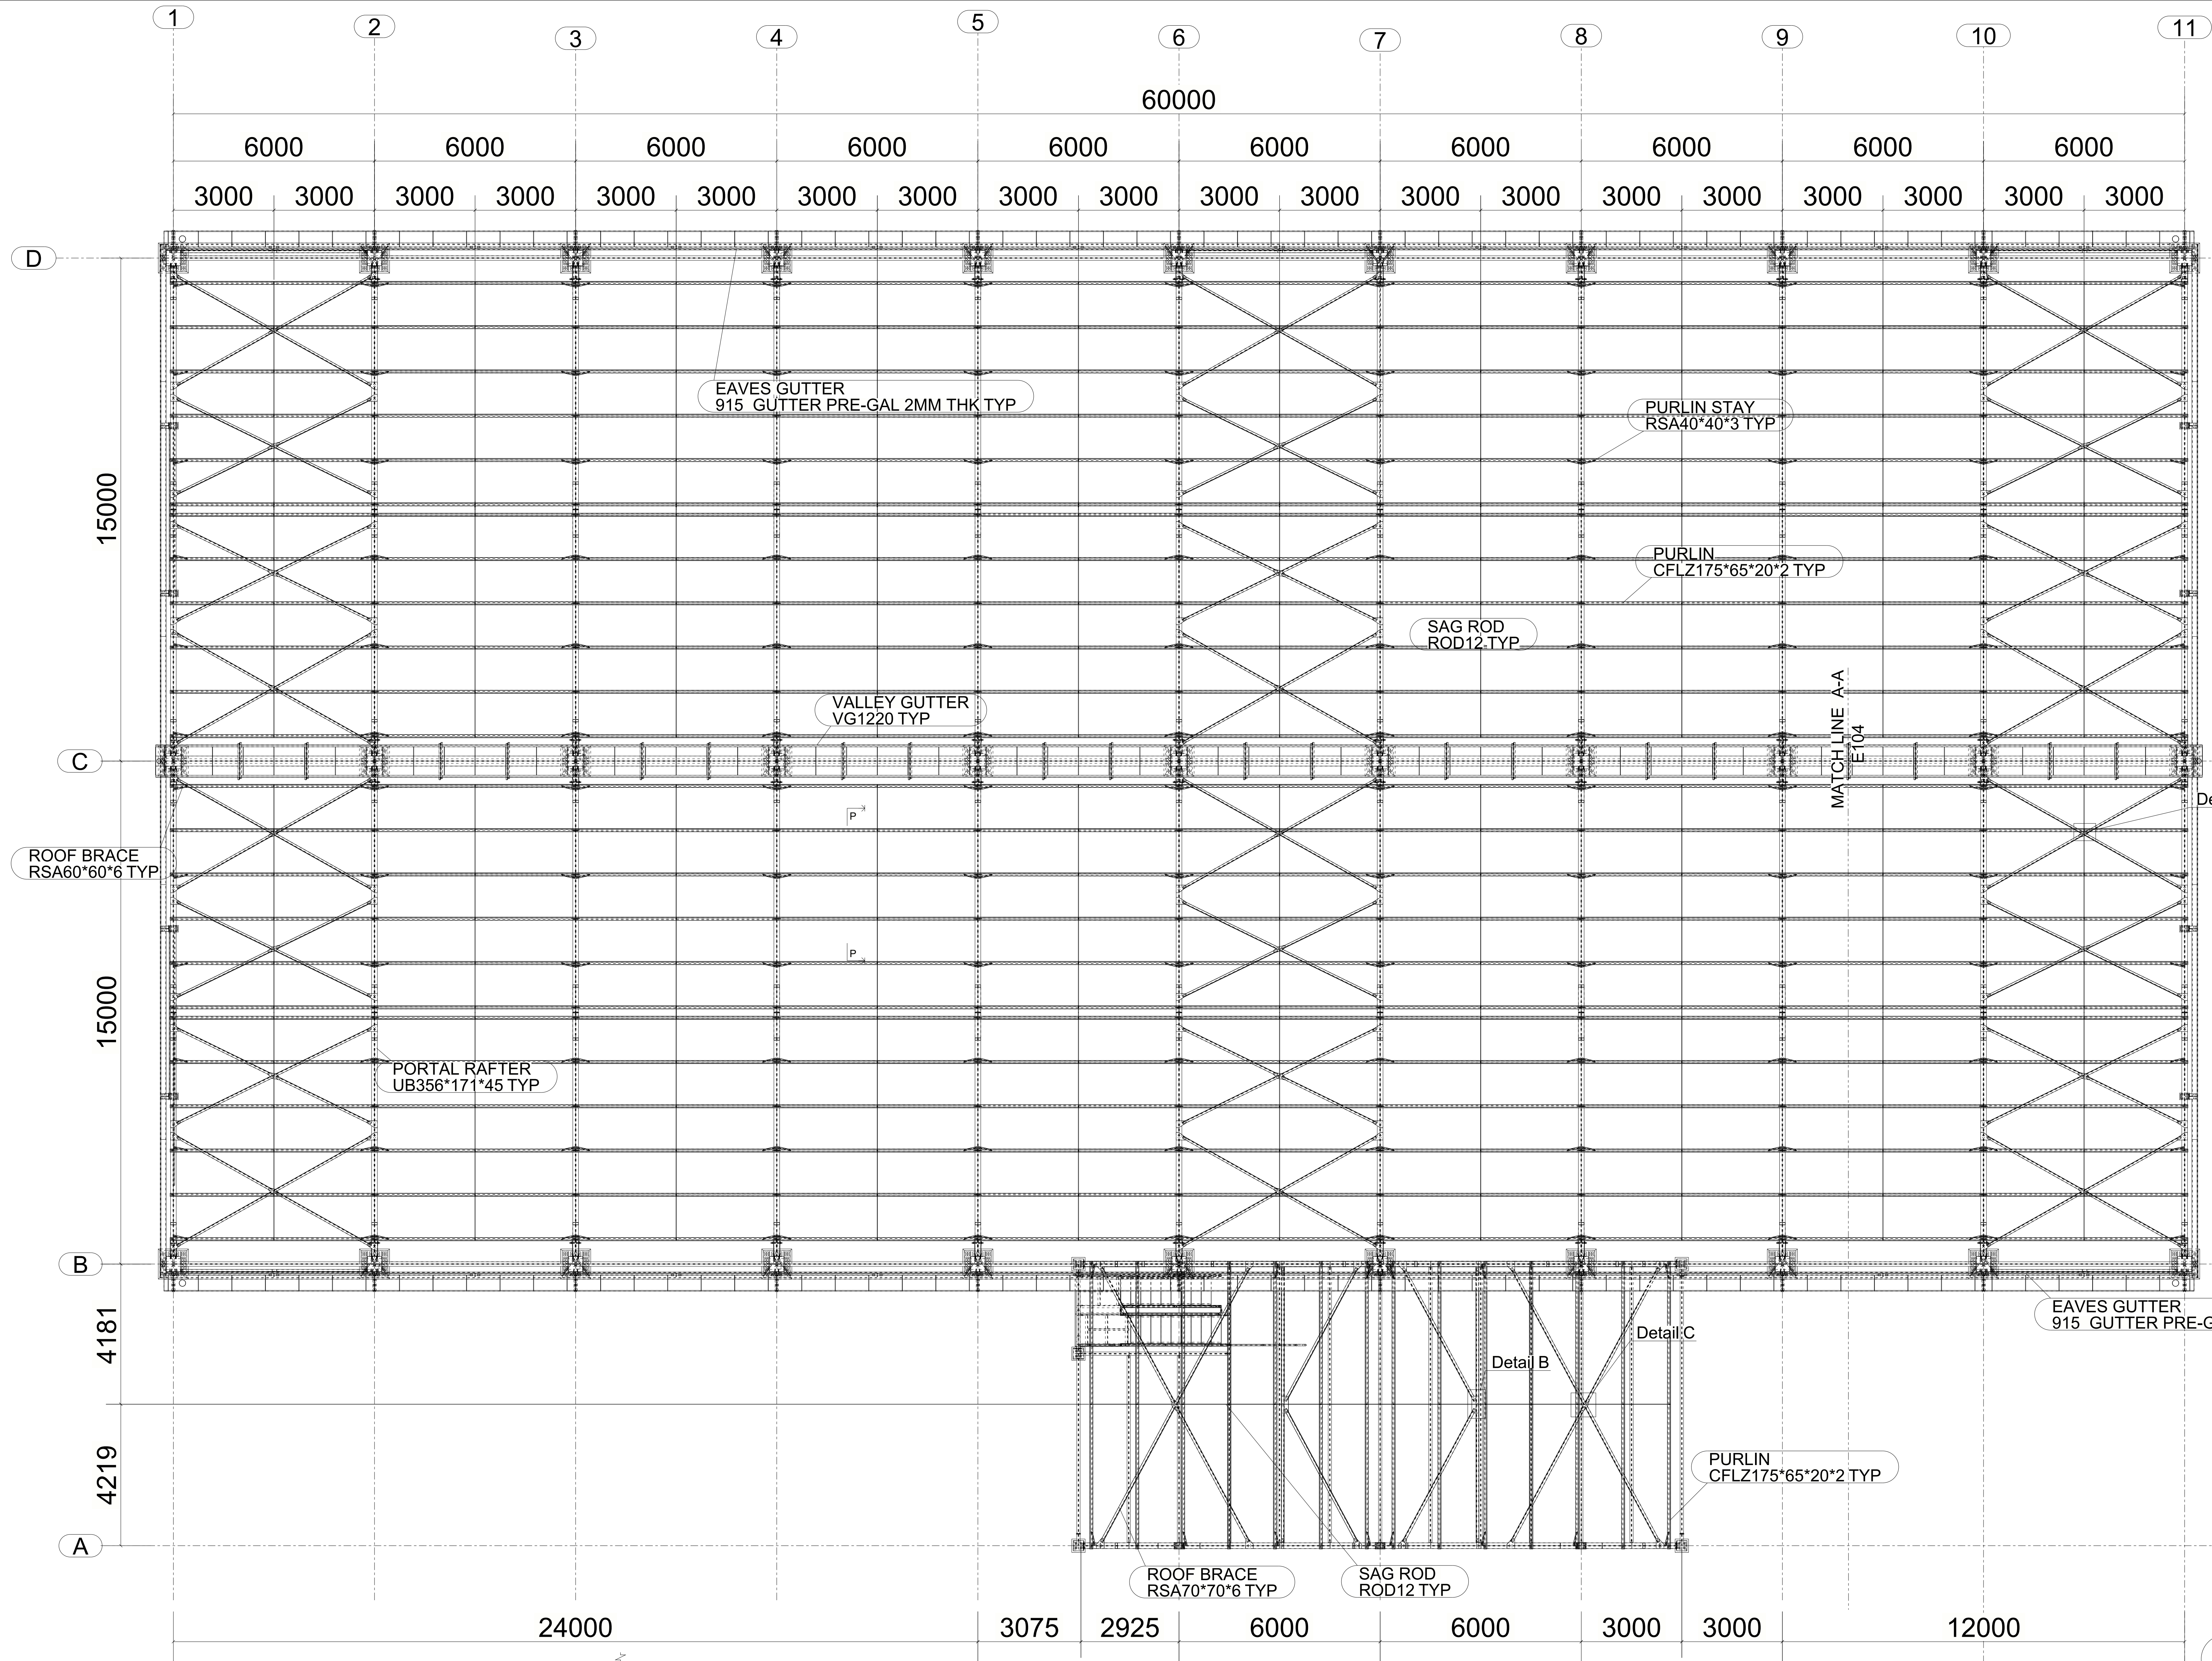 1
2
3
4
5
6
7
8
9
10
11
60000
6000 6000 6000 6000 6000 6000 6000 6000 6000 6000
3000 3000 3000 3000 3000 3000 3000 3000 3000 3000 3000 3000 3000 3000 3000 3000 3000 3000 3000 3000
D
EAVES GUTTER
915 GUTTER PRE-GAL 2MM THK TYP
PURLIN STAY
RSA40*40*3 TYP
15000
PURLIN
CFLZ175*65*20*2 TYP
SAG ROD
ROD12 TYP
VALLEY GUTTER
VG1220 TYP
MATCH LINE A-A
E104
C
De
P
ROOF BRACE
RSA60*60*6 TYP
P
15000
PORTAL RAFTER
UB356*171*45 TYP
B
EAVES GUTTER
915 GUTTER PRE-G
4181
Detail C
Detail B
4219
PURLIN
CFLZ175*65*20*2 TYP
A
ROOF BRACE
RSA70*70*6 TYP
SAG ROD
ROD12 TYP
24000 3075 2925 6000 6000 3000 3000 12000